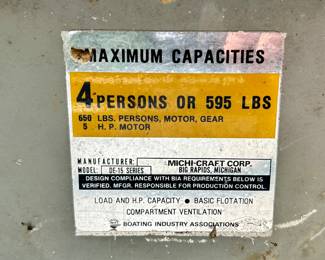 MAXIMUM CAPACITIES
4 PERSONS OR 595 LBS
650 LBS. PERSONS, MOTOR, GEAR
5 H. P. MOTOR
MANUFACTURER: MICHI-CRAFT CORP.
BIG RAPIDS, MICHIGAN
MODEL: DE-15 SERIES
DESIGN COMPLIANCE WITH BIA REQUIREMENTS BELOW IS
VERIFIED. MFGR. RESPONSIBLE FOR PRODUCTION CONTROL.
LOAD AND H.P. CAPACITY • BASIC FLOTATION
COMPARTMENT VENTILATION
BOATING INDUSTRY ASSOCIATIONS